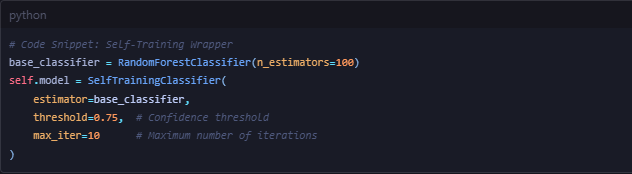 python
# Code Snippet: Self-Training Wrapper
base_classifier = RandomForestClassifier(n_estimators=100)
self.model = SelfTrainingClassifier(
    estimator=base_classifier,
    threshold=0.75,  # Confidence threshold
    max_iter=10      # Maximum number of iterations
)